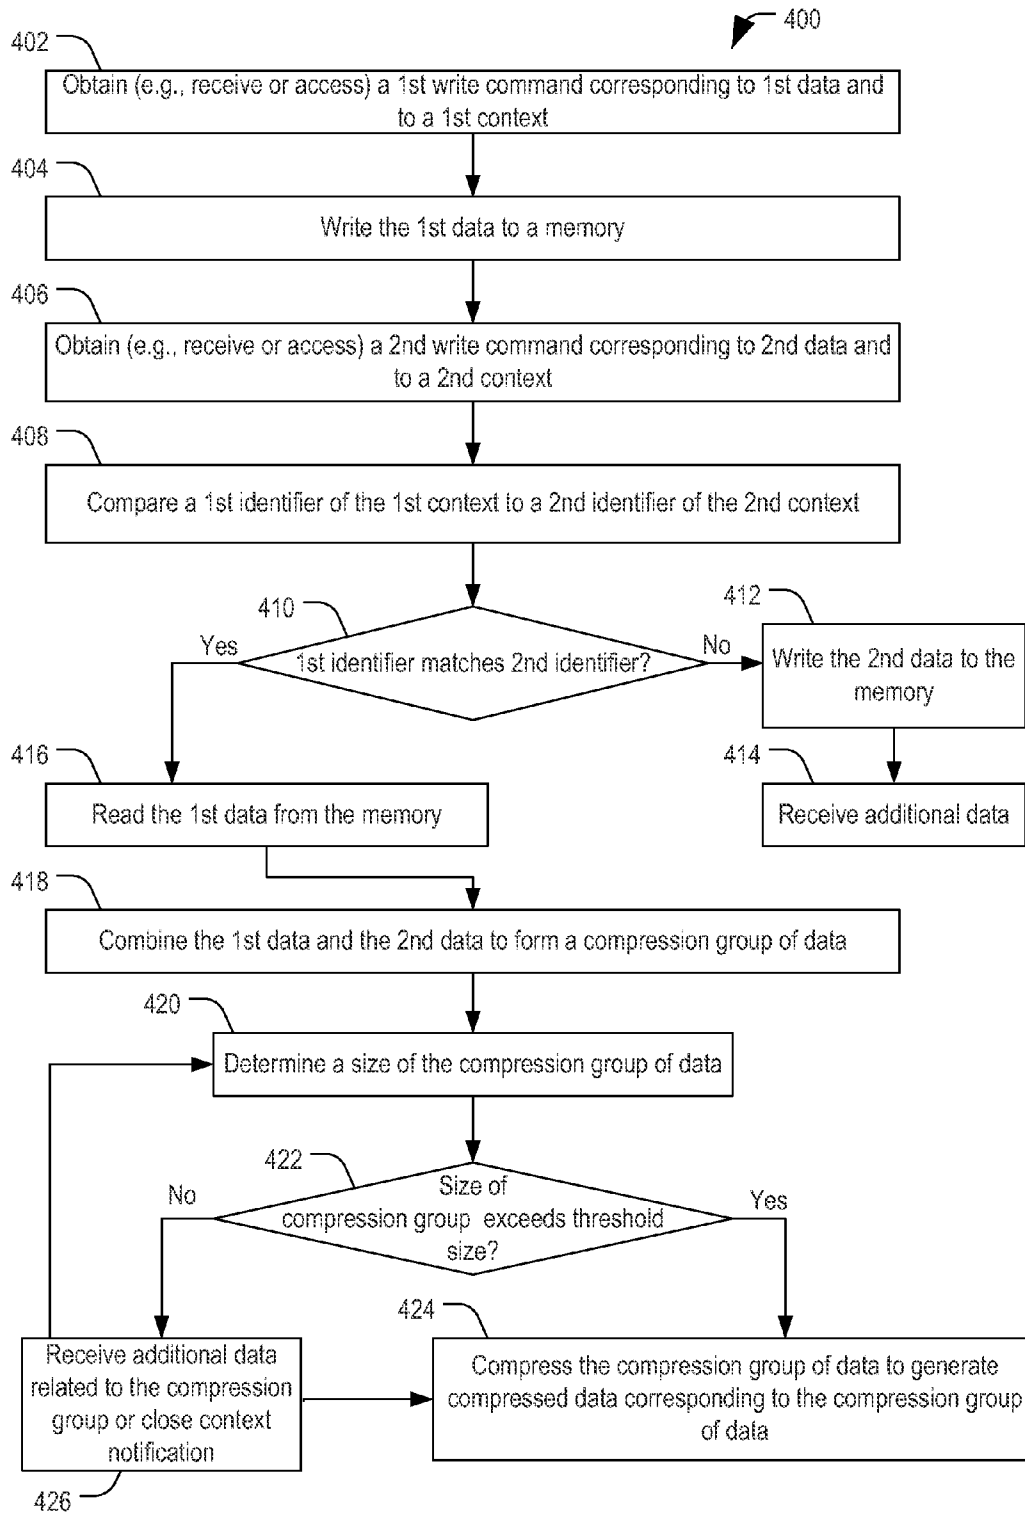 400
402
Obtain (e.g., receive or access) a 1st write command corresponding to 1st data and
to a 1st context
404
Write the 1st data to a memory
406
Obtain (e.g., receive or access) a 2nd write command corresponding to 2nd data and
to a 2nd context
408
Compare a 1st identifier of the 1st context to a 2nd identifier of the 2nd context
410
Yes
1st identifier matches 2nd identifier?
No
412
Write the 2nd data to the
memory
414
Receive additional data
416
Read the 1st data from the memory
418
Combine the 1st data and the 2nd data to form a compression group of data
420
Determine a size of the compression group of data
422
No
Size of
compression group exceeds threshold
size?
Yes
424
Compress the compression group of data to generate
compressed data corresponding to the compression group
of data
Receive additional data
related to the compression
group or close context
notification
426